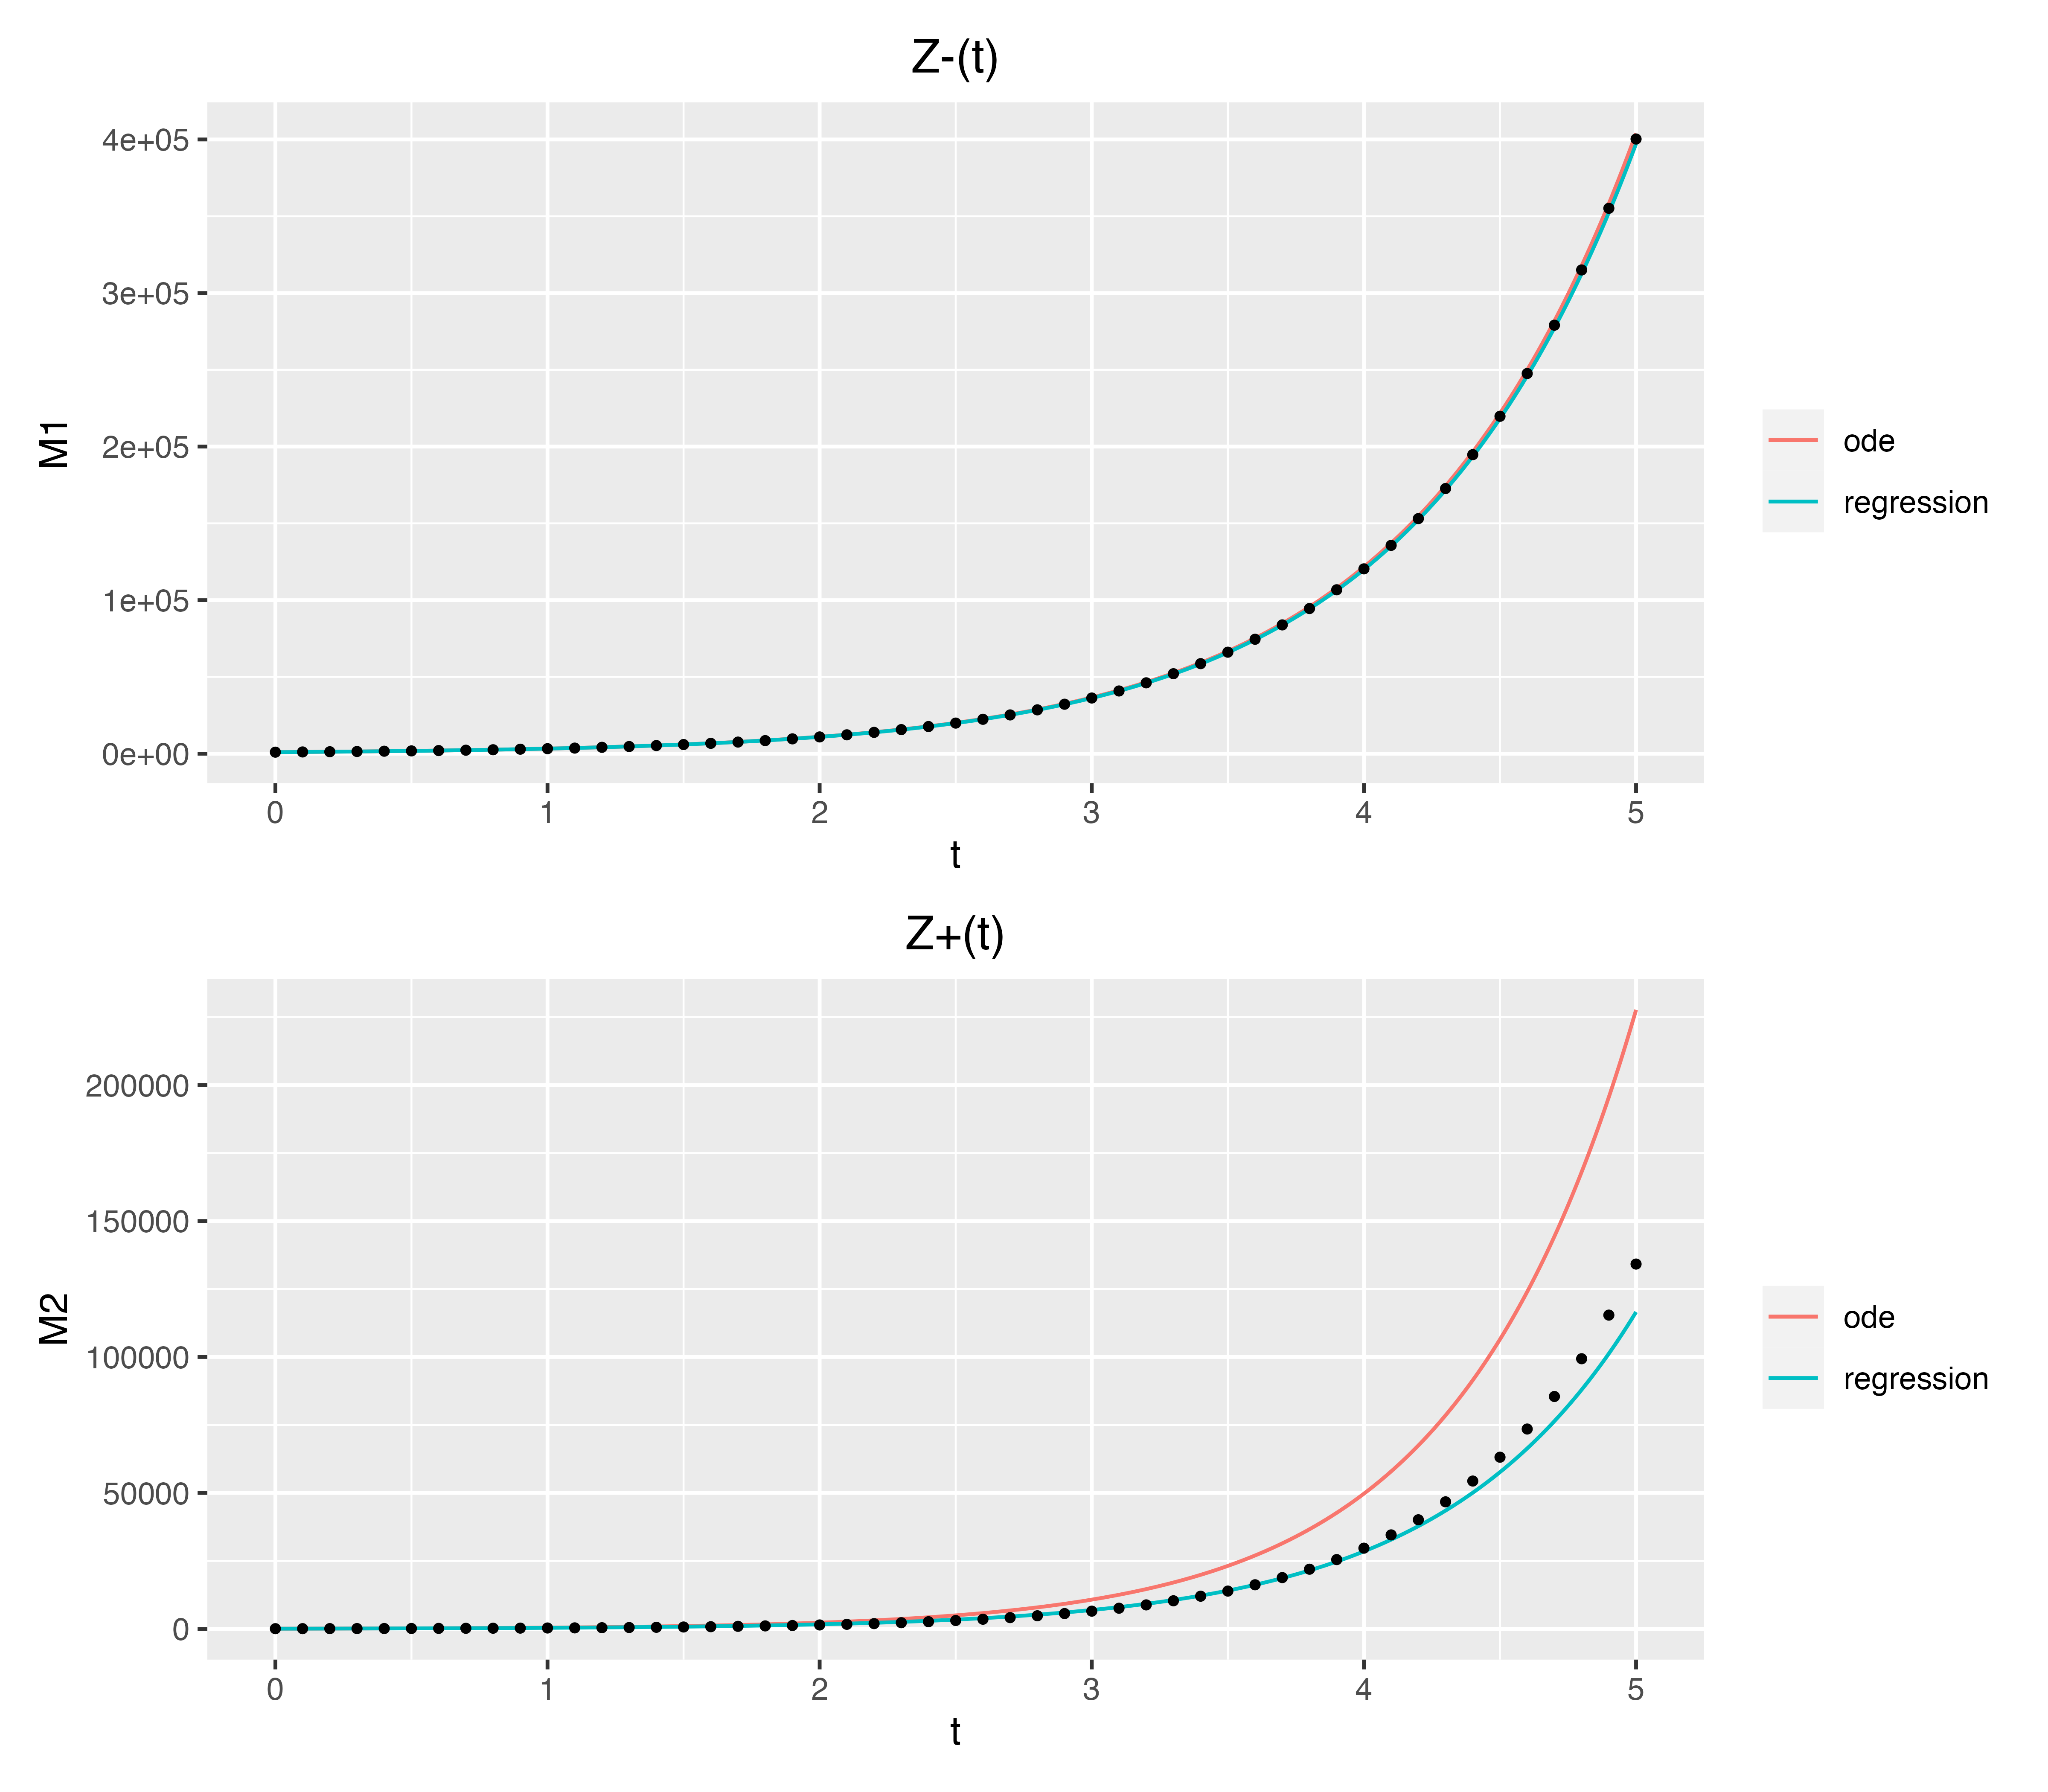 Z-(t)
4e+05
3e+05
2e+05
1e+05
0e+00
M1
0 1 2 3 4 5
t
ode
regression
Z+(t)
200000
150000
100000
50000
0
M2
0 1 2 3 4 5
t
ode
regression